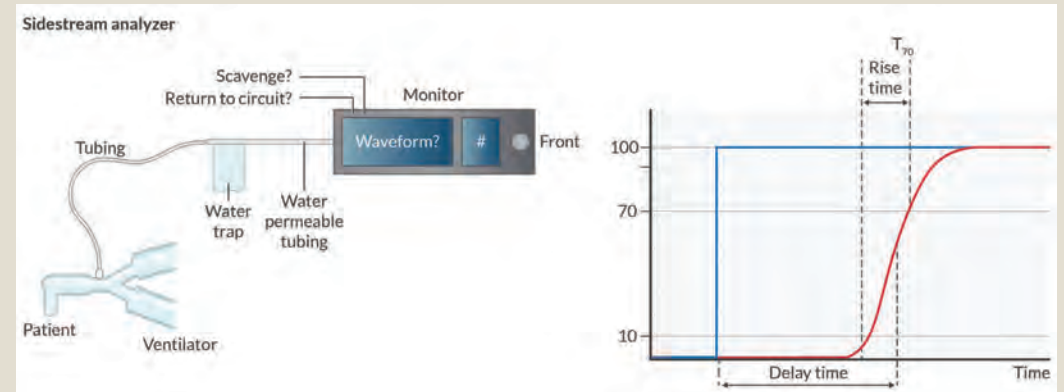 Sidestream analyzer
Scavenge?
Return to circuit?
Monitor
Tubing
Waveform?
#
Front
Water
trap
Water
permeable
tubing
Patient
Ventilator
T70
Rise
time
100
70
10
Delay time
Time